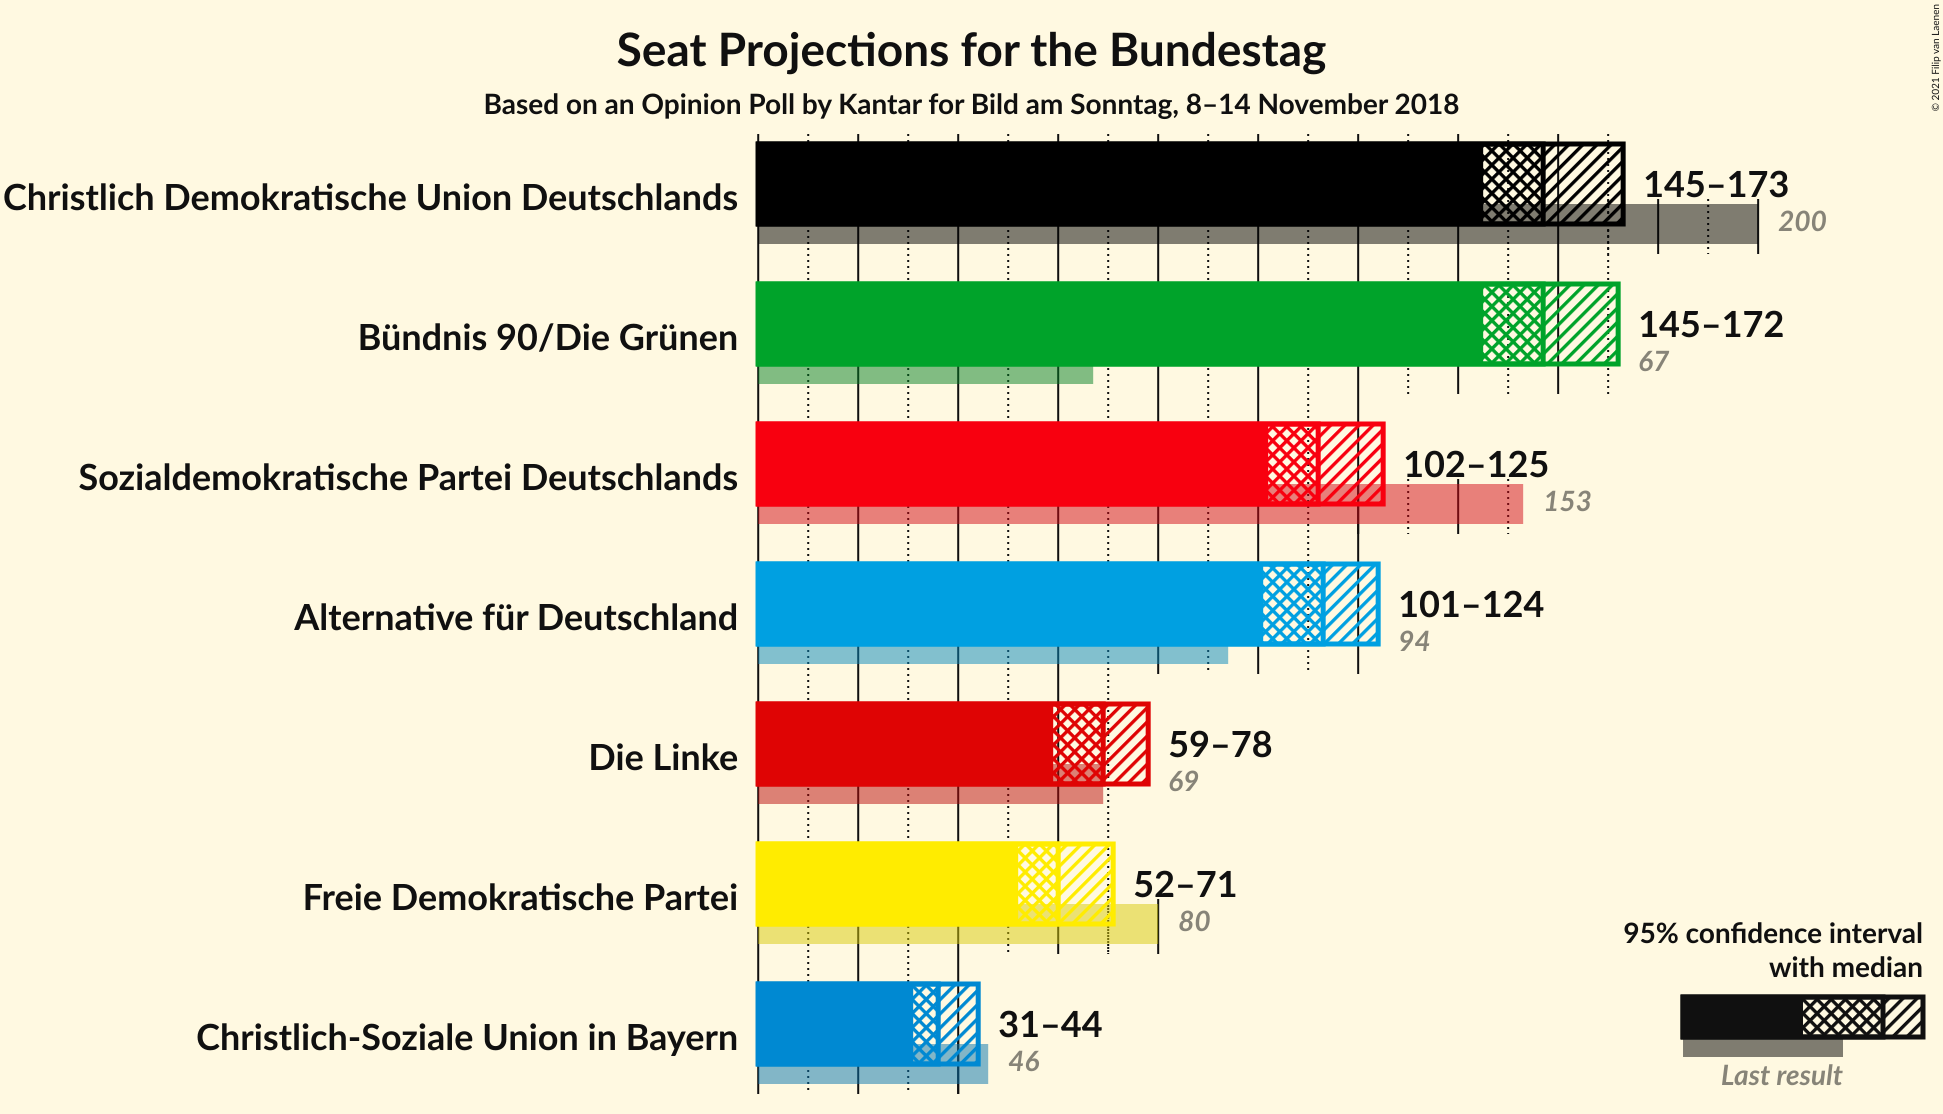 Seat Projections for the Bundestag
Based on an Opinion Poll by Kantar for Bild am Sonntag, 8–14 November 2018
© 2021 Filip van Laenen
Christlich Demokratische Union Deutschlands
145–173
200
Bündnis 90/Die Grünen
145–172
67
Sozialdemokratische Partei Deutschlands
102–125
153
Alternative für Deutschland
101–124
94
Die Linke
59–78
69
Freie Demokratische Partei
52–71
80
Christlich-Soziale Union in Bayern
31–44
46
95% confidence interval
with median
Last result